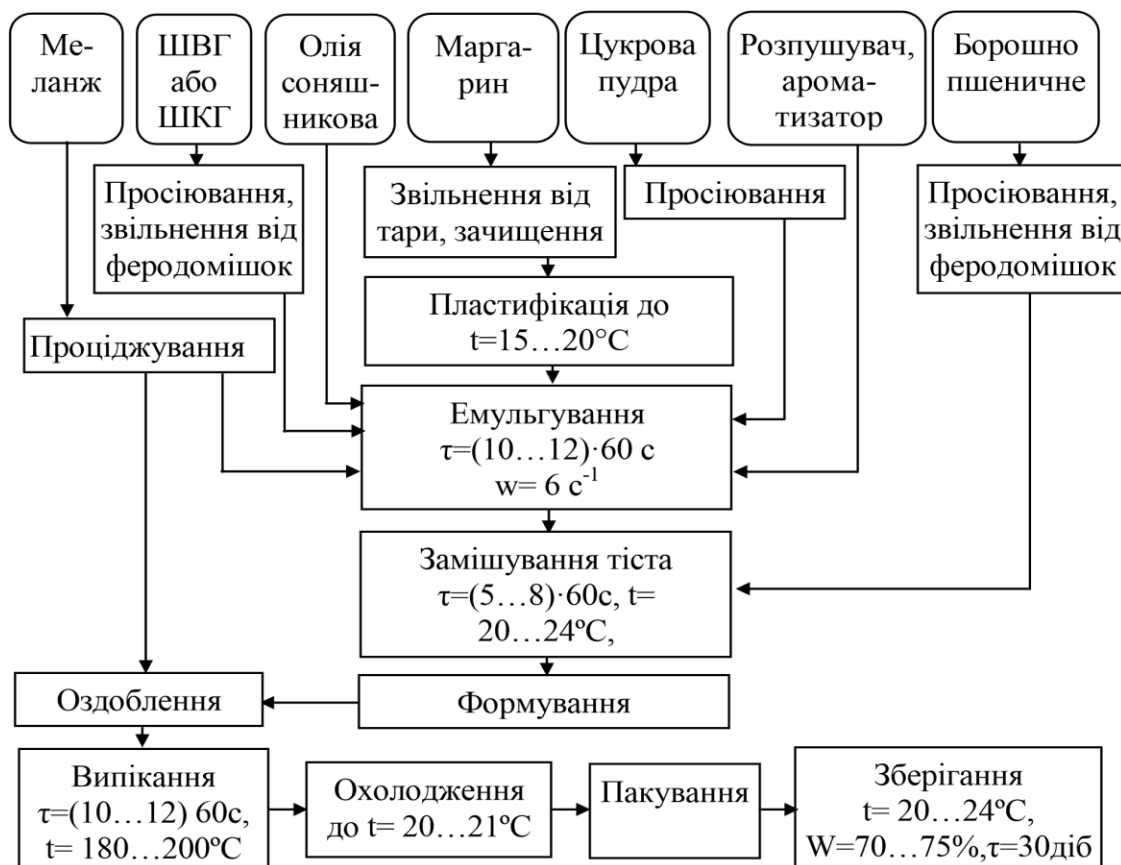 Ме-
ланж
ШВГ
або
ШКГ
Олія
соняш-
никова
Марга-
рин
Цукрова
пудра
Розпушувач,
арома-
тизатор
Борошно
пшеничне
Просіювання,
звільнення від
феродомішок
Звільнення від
тари, зачищення
Просіювання
Просіювання,
звільнення від
феродомішок
Проціджування
Пластифікація до
t=15…20°C
Емульгування
τ=(10…12)·60 с
w= 6 с⁻¹
Замішування тіста
τ=(5…8)·60с, t=
20…24ºС,
Оздоблення
Формування
Випікання
τ=(10…12) 60с,
t= 180…200ºС
Охолодження
до t= 20…21ºС
Пакування
Зберігання
t= 20…24ºС,
W=70…75%,τ=30діб